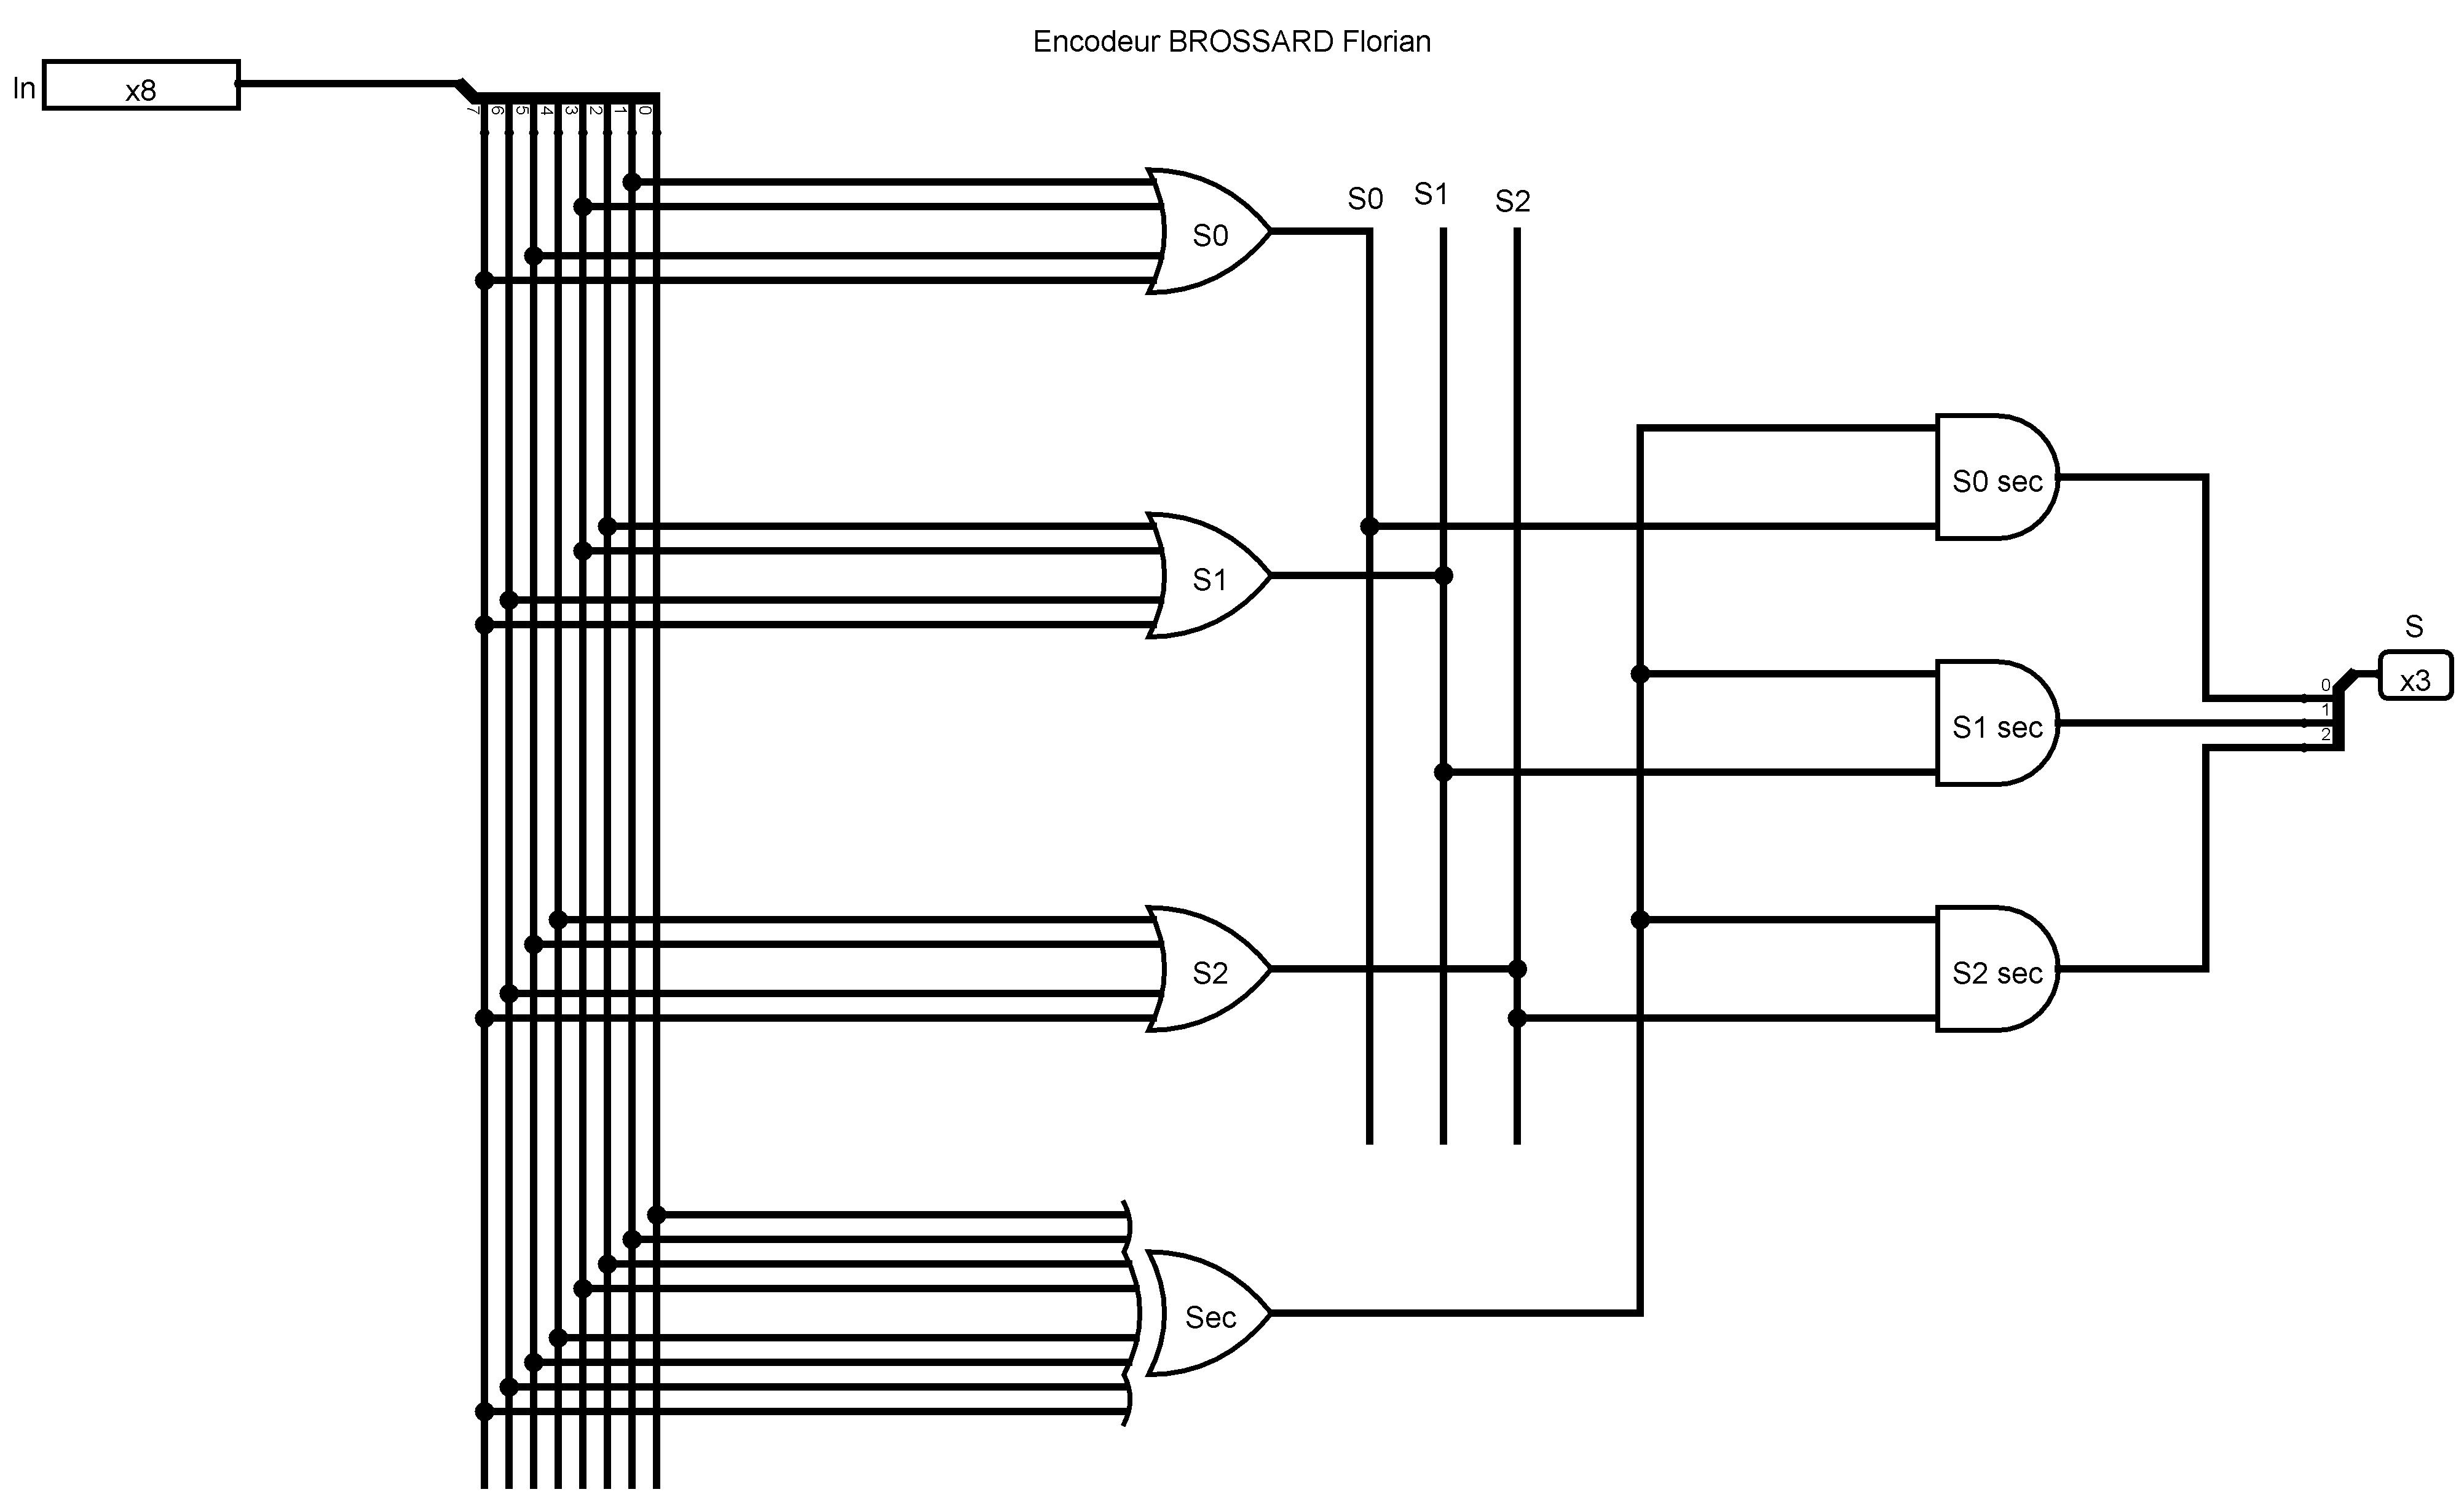 Encodeur BROSSARD Florian
In x8
7 6 5 4 3 2 1 0
S0 S1 S2
S0
S0 sec
S1
S
x3
0
1
2
S1 sec
S2
S2 sec
Sec